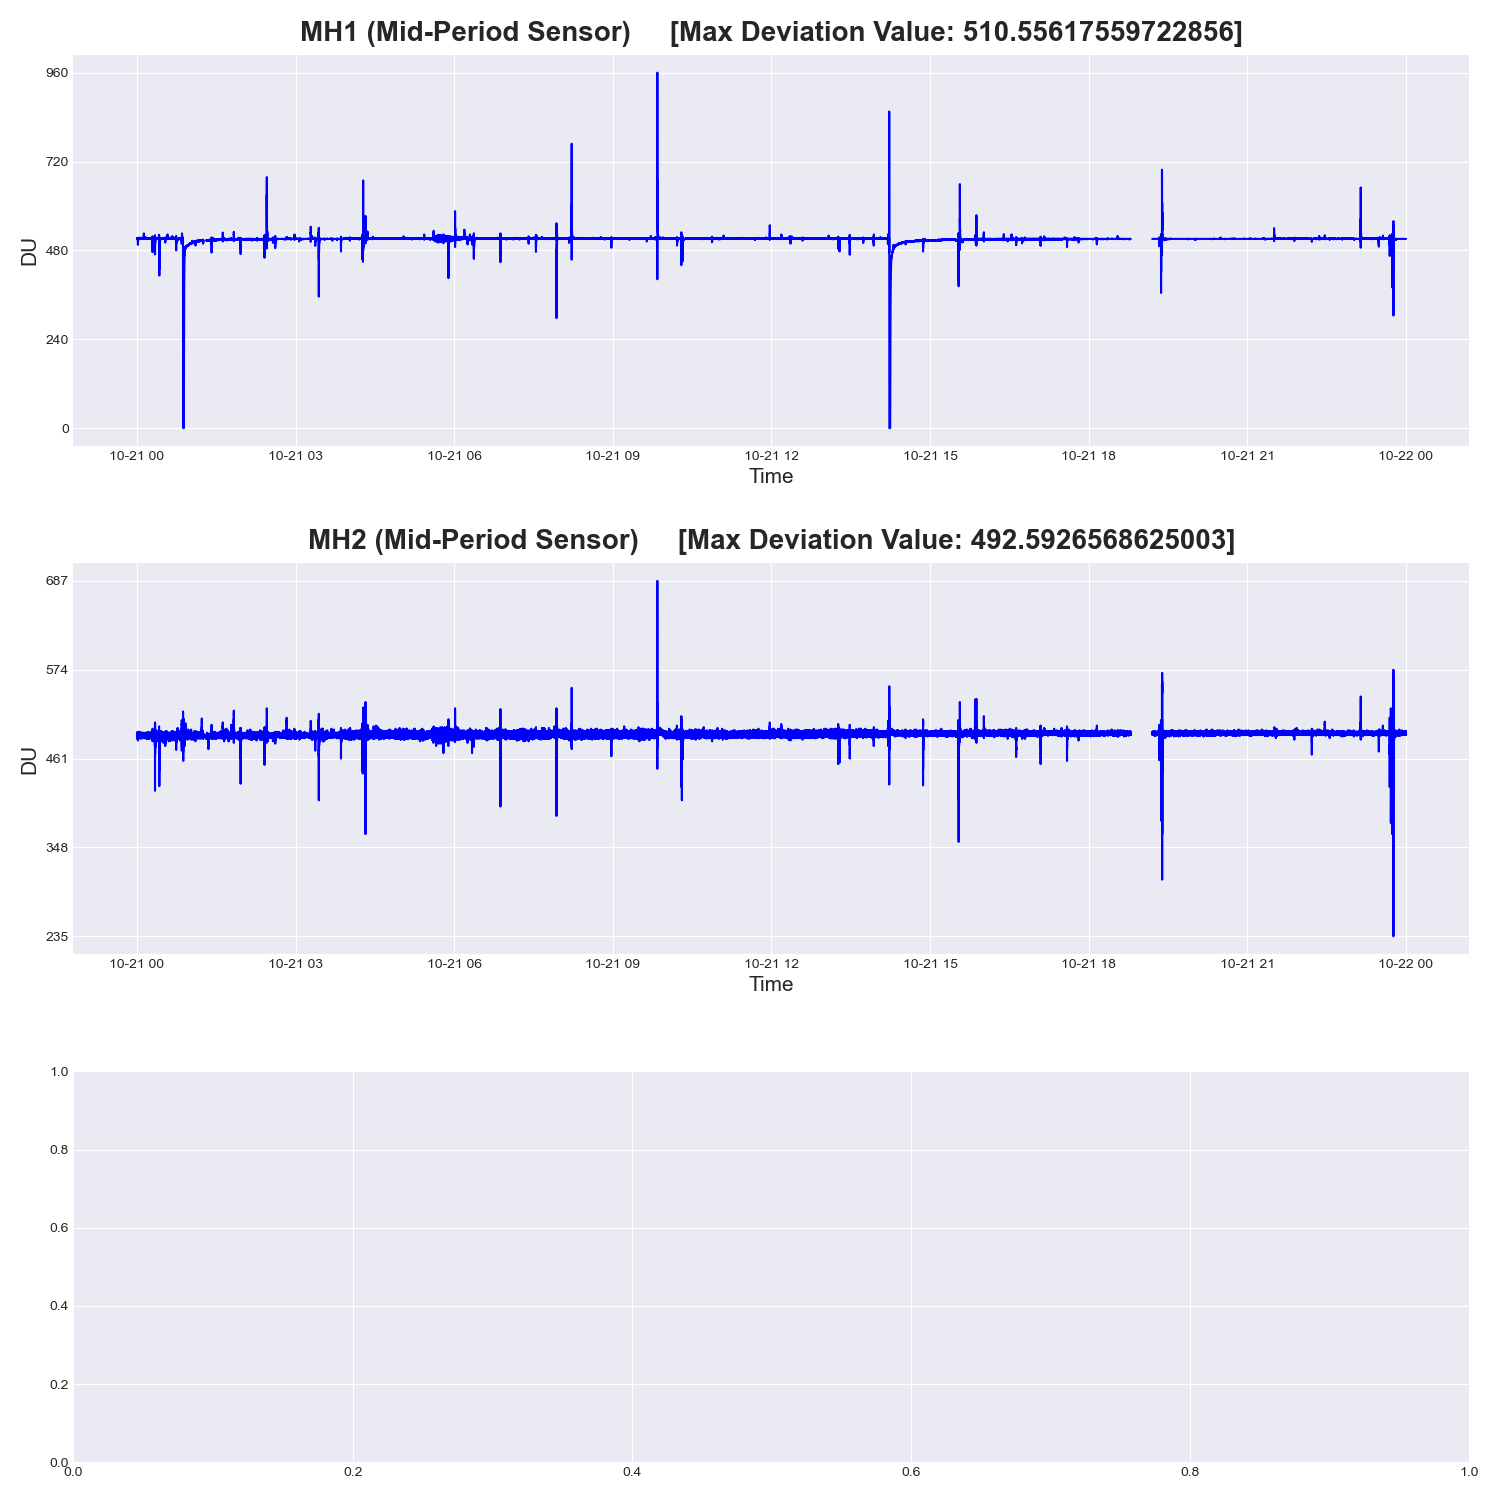 MH1 (Mid-Period Sensor) [Max Deviation Value: 510.55617559722856]
960
720
480
240
0
DU
10-21 00 10-21 03 10-21 06 10-21 09 10-21 12 10-21 15 10-21 18 10-21 21 10-22 00
Time
MH2 (Mid-Period Sensor) [Max Deviation Value: 492.5926568625003]
687
574
461
348
235
DU
10-21 00 10-21 03 10-21 06 10-21 09 10-21 12 10-21 15 10-21 18 10-21 21 10-22 00
Time
1.0
0.8
0.6
0.4
0.2
0.0
0.0 0.2 0.4 0.6 0.8 1.0